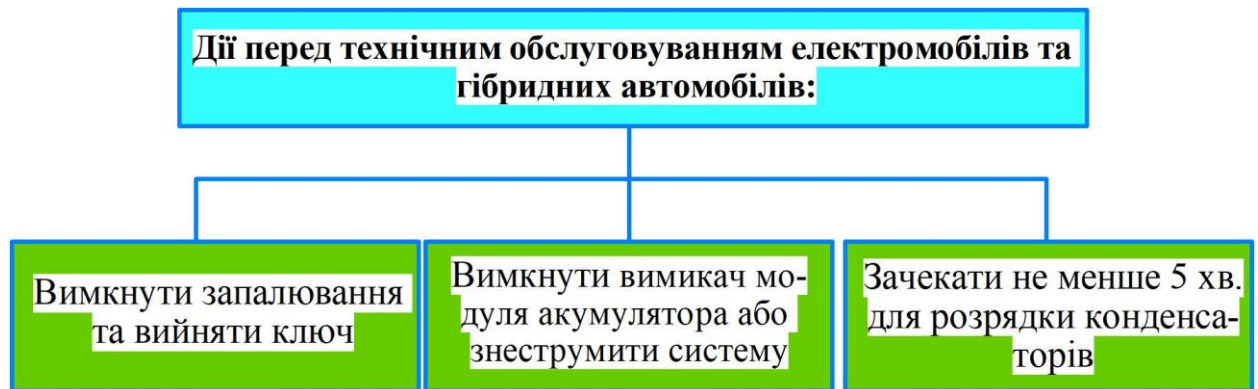 Дії перед технічним обслуговуванням електромобілів та
гібридних автомобілів:
Вимкнути запалювання
та вийняти ключ
Вимкнути вимикач мо-
дуля акумулятора або
знеструмити систему
Зачекати не менше 5 хв.
для розрядки конденса-
торів